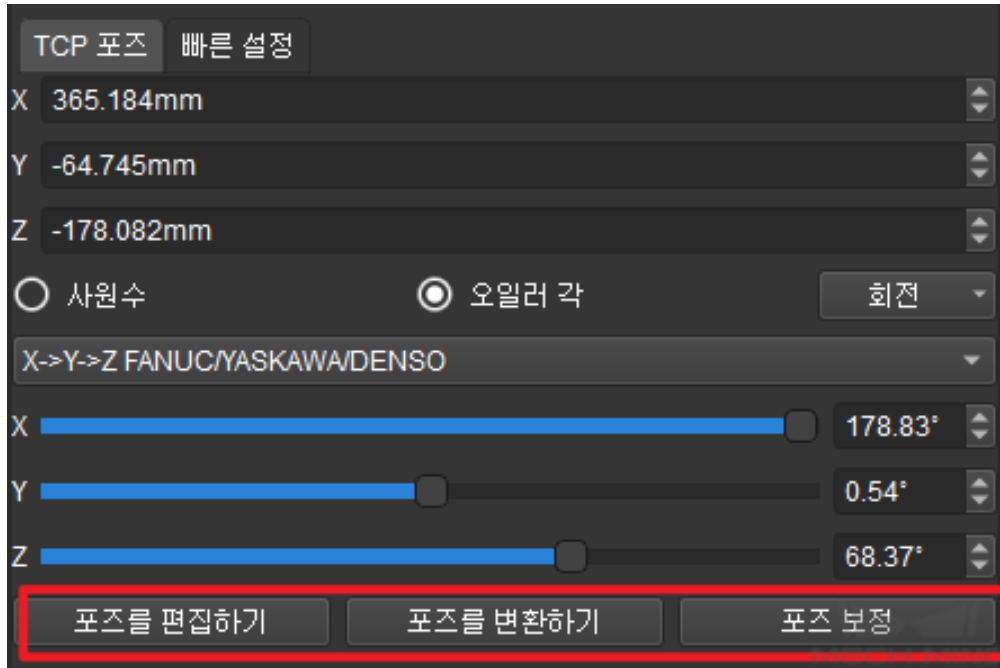 TCP 포즈 빠른 설정
X 365.184mm
Y -64.745mm
Z -178.082mm
사원수 오일러 각 회전
X->Y->Z FANUC/YASKAWA/DENSO
X 178.83°
Y 0.54°
Z 68.37°
포즈를 편집하기 포즈를 변환하기 포즈 보정